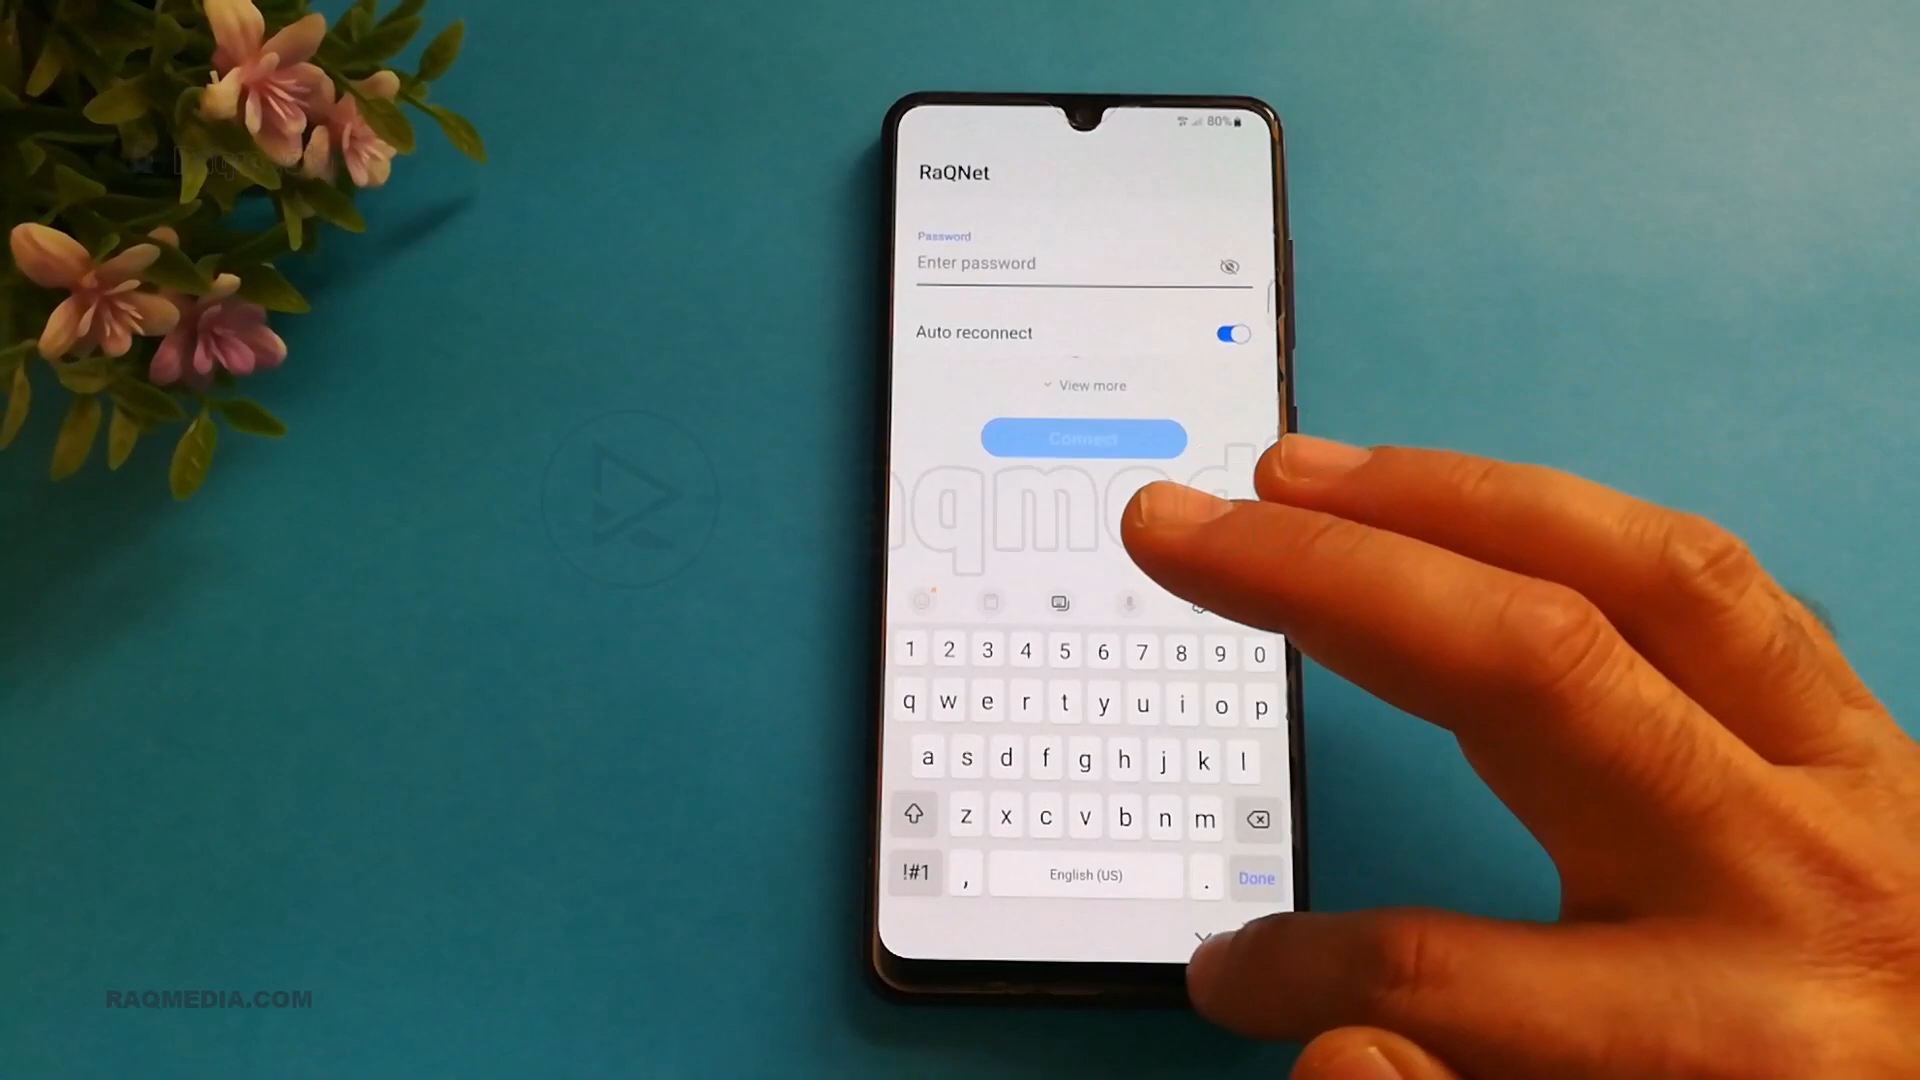 80%
RaQNet
Password
Enter password
Auto reconnect
View more
Connect
1 2 3 4 5 6 7 8 9 0
q w e r t y u i o p
a s d f g h j k l
z x c v b n m
!#1 , English (US) . Done
RAQMEDIA.COM